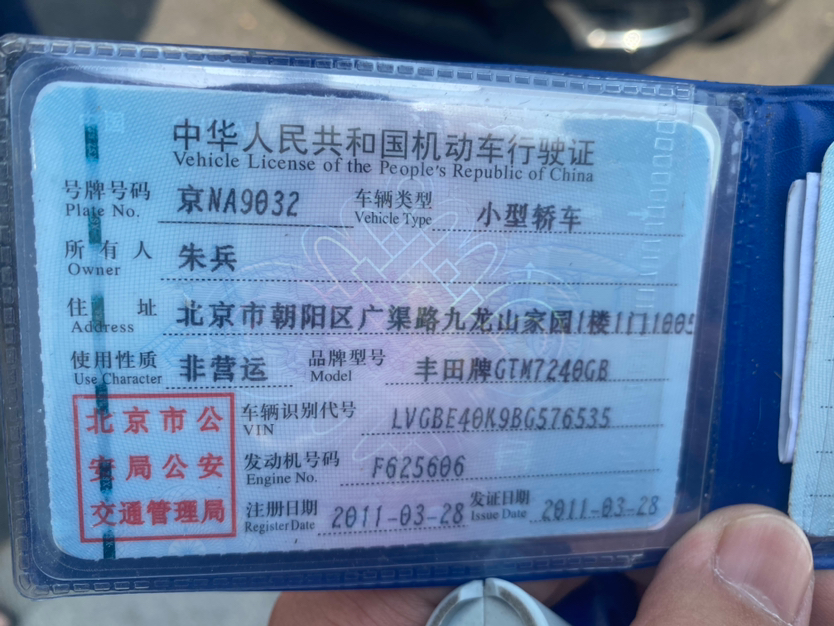 中华人民共和国机动车行驶证
Vehicle License of the People's Republic of China
号牌号码 京NA9032 车辆类型 小型轿车
Plate No. Vehicle Type
所有人 朱兵
Owner
住址 北京市朝阳区广渠路九龙山家园1楼1门1005
Address
使用性质 非营运 品牌型号 丰田牌GTM7240GB
Use Character Model
车辆识别代号 LVGBE40K9BG576535
VIN
发动机号码 F625606
Engine No.
注册日期 2011-03-28 发证日期 2011-03-28
Register Date Issue Date
北京市公
安局公安
交通管理局